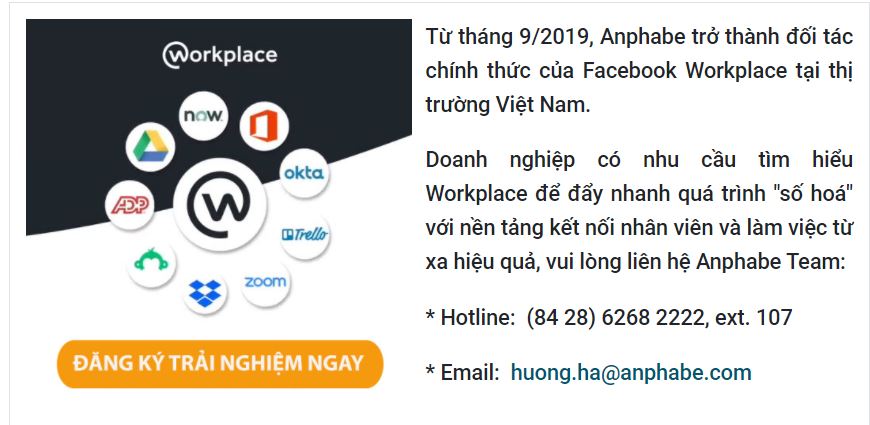 Workplace
now.
okta
ADP
Trello
zoom
ĐĂNG KÝ TRẢI NGHIỆM NGAY
Từ tháng 9/2019, Anphabe trở thành đối tác
chính thức của Facebook Workplace tại thị
trường Việt Nam.
Doanh nghiệp có nhu cầu tìm hiểu
Workplace để đẩy nhanh quá trình "số hoá"
với nền tảng kết nối nhân viên và làm việc từ
xa hiệu quả, vui lòng liên hệ Anphabe Team:
* Hotline: (84 28) 6268 2222, ext. 107
* Email: huong.ha@anphabe.com